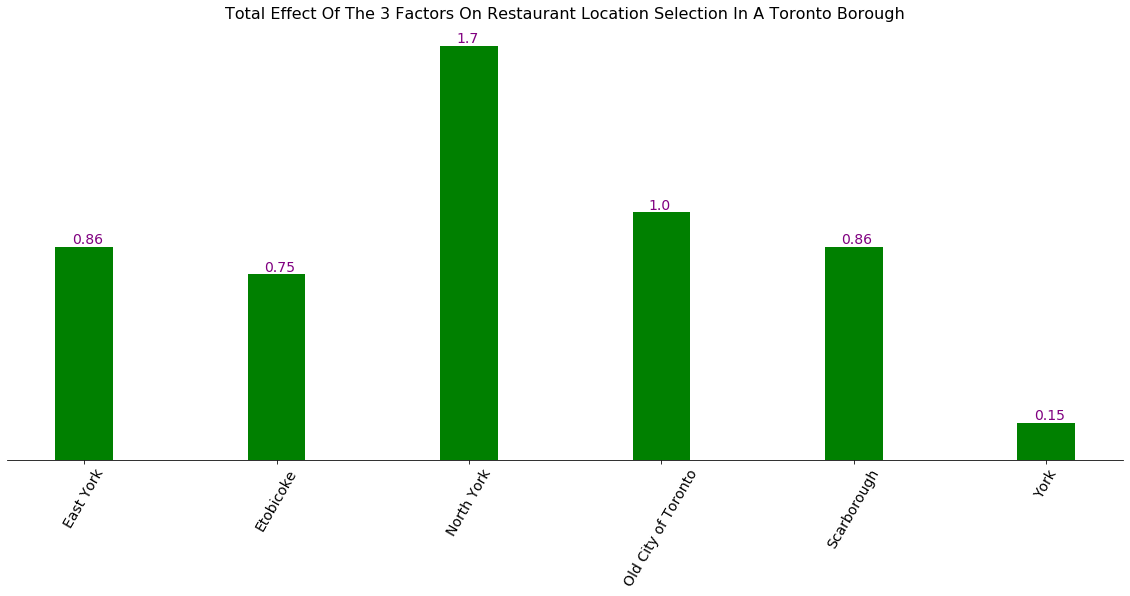 Total Effect Of The 3 Factors On Restaurant Location Selection In A Toronto Borough
1.7
1.0
0.86
0.86
0.75
0.15
East York
Etobicoke
North York
Old City of Toronto
Scarborough
York